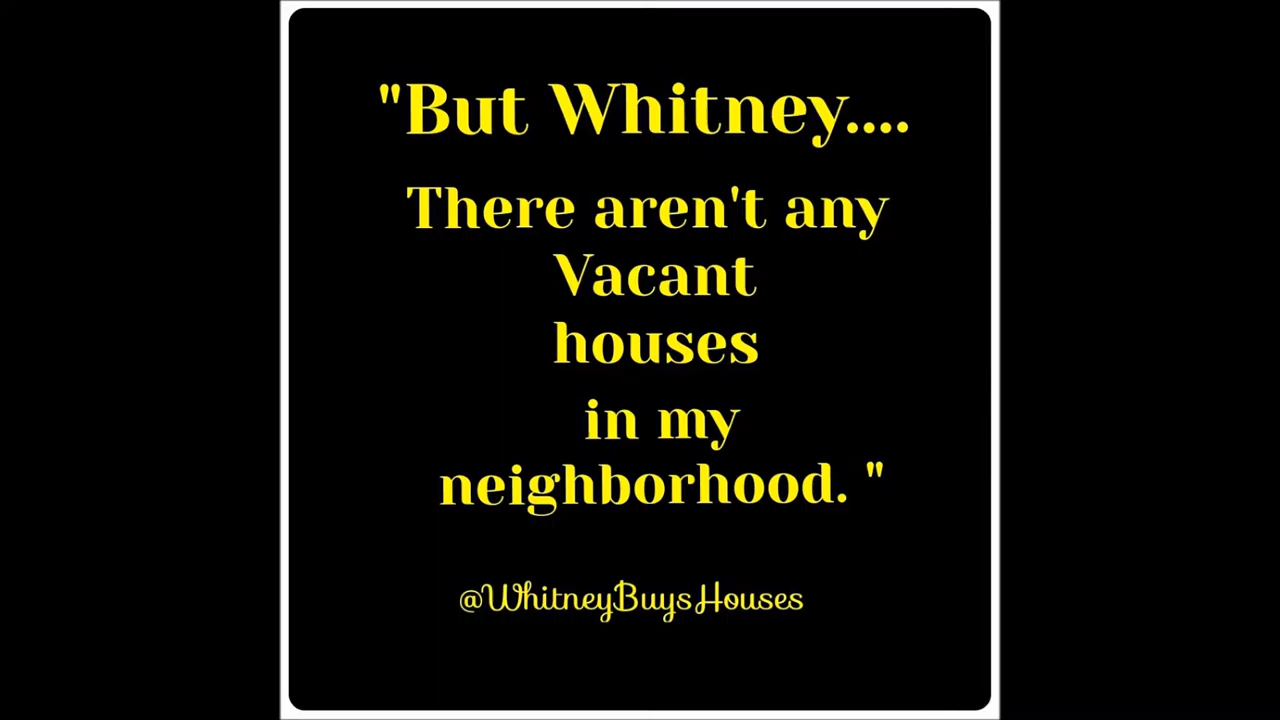 "But Whitney....
There aren't any
Vacant
houses
in my
neighborhood. "
@WhitneyBuysHouses